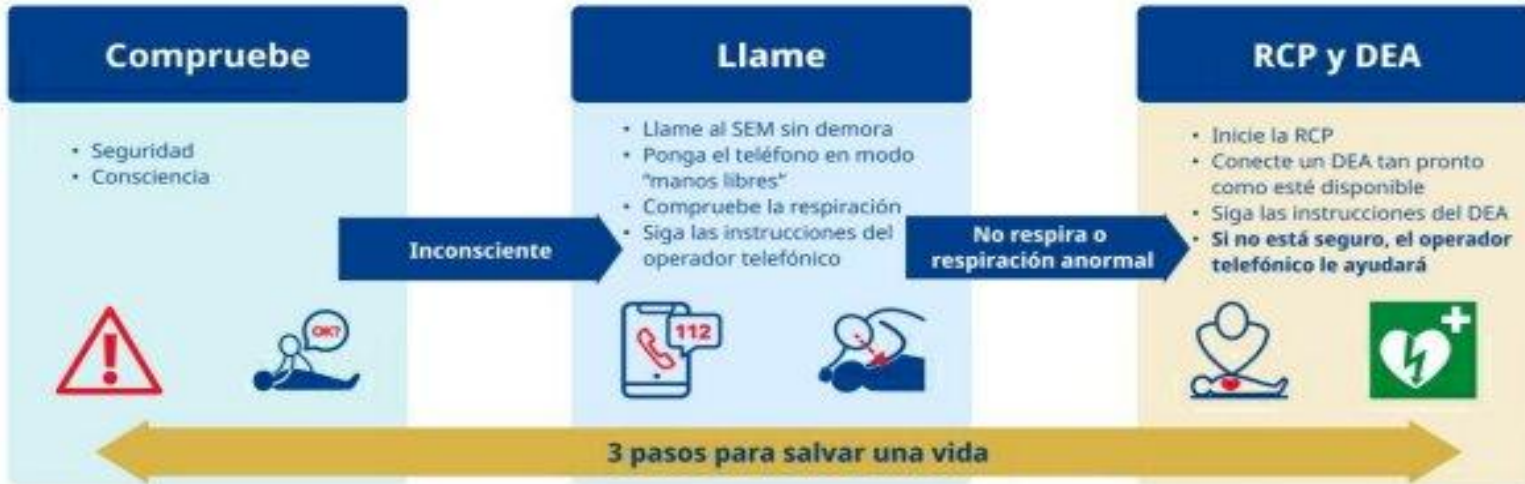 Compruebe
• Seguridad
• Consciencia
OK?
Inconsciente
Llame
• Llame al SEM sin demora
• Ponga el teléfono en modo
"manos libres"
• Compruebe la respiración
• Siga las instrucciones del
operador telefónico
112
No respira o
respiración anormal
RCP y DEA
• Inicie la RCP
• Conecte un DEA tan pronto
como esté disponible
• Siga las instrucciones del DEA
• Si no está seguro, el operador
telefónico le ayudará
3 pasos para salvar una vida